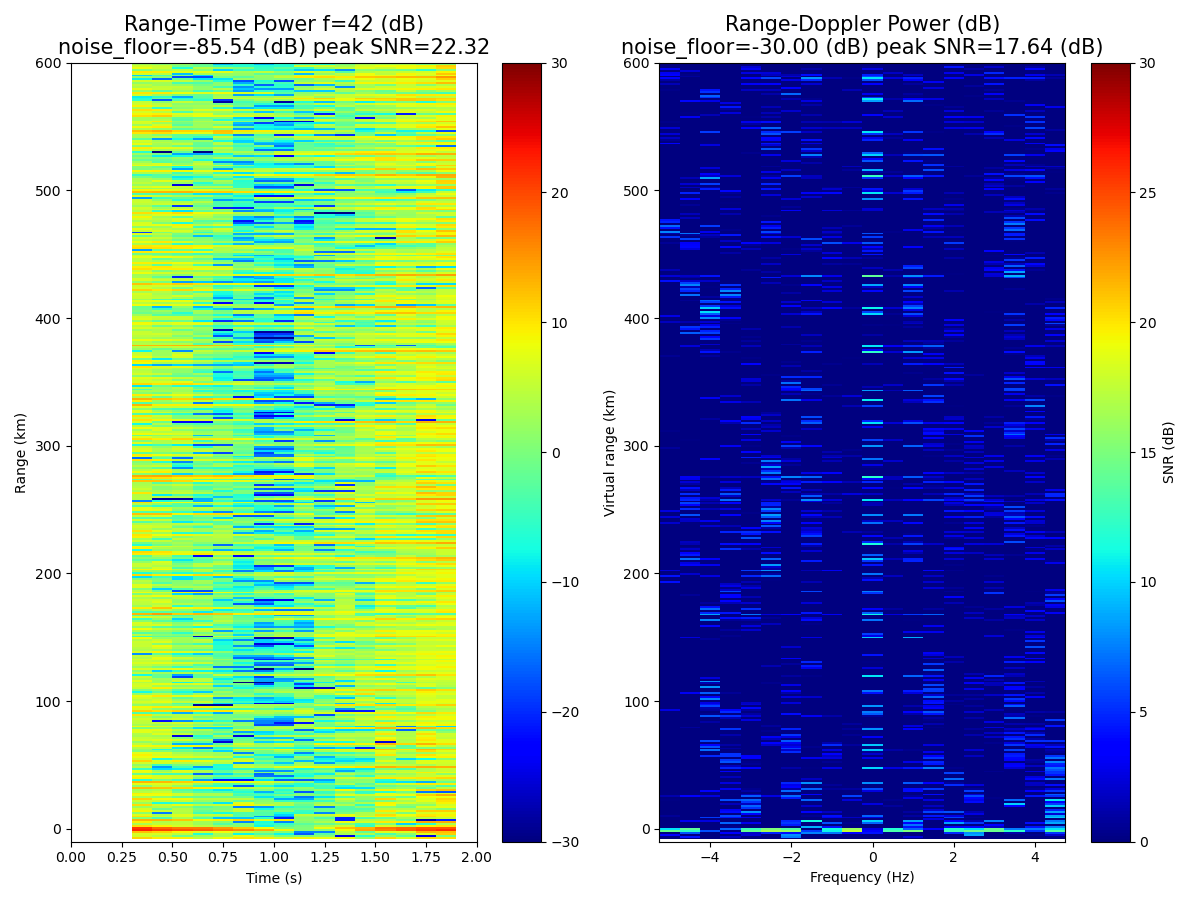 Range-Time Power f=42 (dB)
noise_floor=-85.54 (dB) peak SNR=22.32
Range (km)
600
500
400
300
200
100
0
0.00 0.25 0.50 0.75 1.00 1.25 1.50 1.75 2.00
Time (s)
30
20
10
0
−10
−20
−30
Range-Doppler Power (dB)
noise_floor=-30.00 (dB) peak SNR=17.64 (dB)
Virtual range (km)
600
500
400
300
200
100
0
−4 −2 0 2 4
Frequency (Hz)
30
25
20
15
10
5
0
SNR (dB)